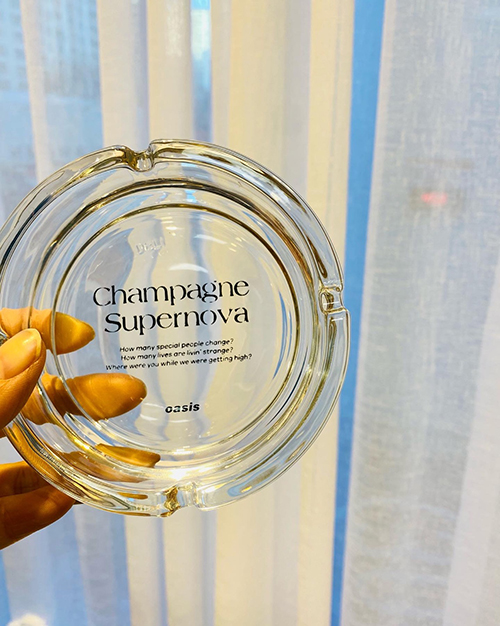 Champagne
Supernova
How many special people change?
How many lives are livin' strange?
Where were you while we were getting high?
oasis